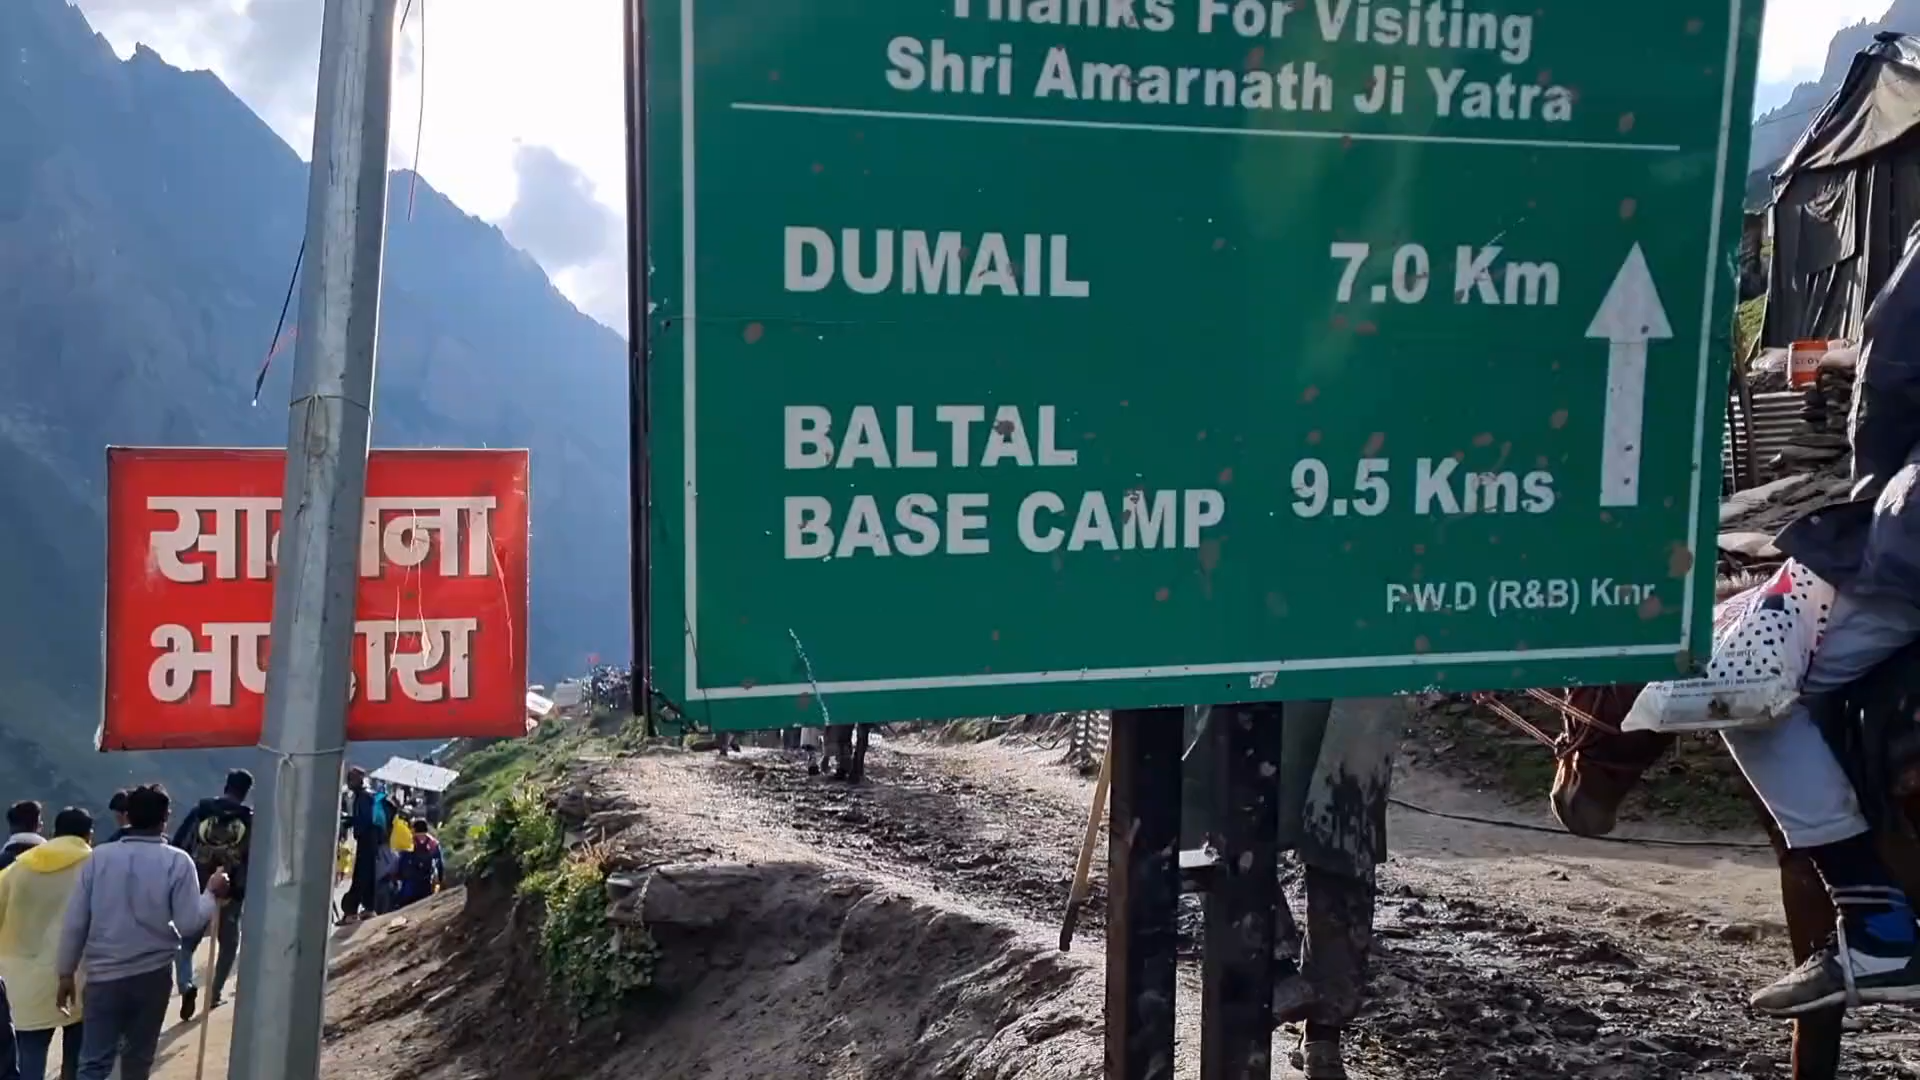 Thanks For Visiting
Shri Amarnath Ji Yatra
DUMAIL 7.0 Km
BALTAL
BASE CAMP 9.5 Kms
P.W.D (R&B) Kmr